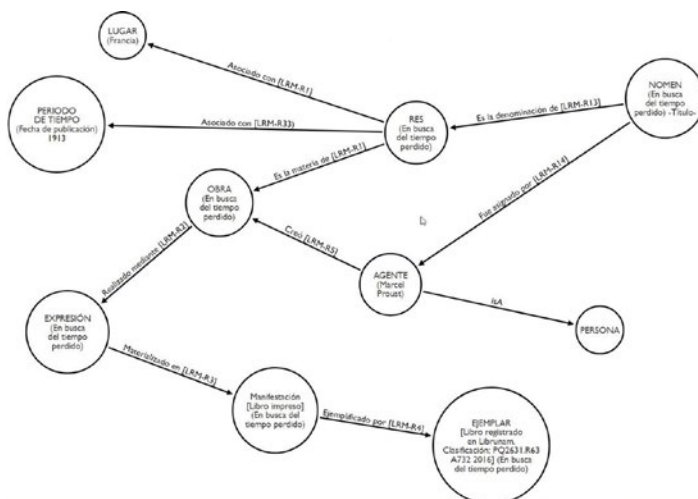 LUGAR
(Francia)
Asociado con [LRM-R1]
PERIODO
DE TIEMPO
(Fecha de publicación)
1913
Asociado con [LRM-R33)
RES
(En busca
del tiempo
perdido)
Es la denominación de [LRM-R13]
NOMEN
(En busca
del tiempo
perdido) -Título-
Es la materia de [LRM-R1]
Fue asignado por [LRM-R14]
OBRA
(En busca
del tiempo
perdido)
Creó [LRM-R5]
AGENTE
(Marcel
Proust)
Realizado mediante [LRM-R2]
isA
PERSONA
EXPRESIÓN
(En busca
del tiempo
perdido)
Materializado en [LRM-R3]
Manifestación
[Libro impreso]
(En busca del
tiempo perdido)
Ejemplificado por [LRM-R4]
EJEMPLAR
[Libro registrado
en Librunam.
Clasificación: PQ2631.R63
A732 2016] (En busca
del tiempo perdido)